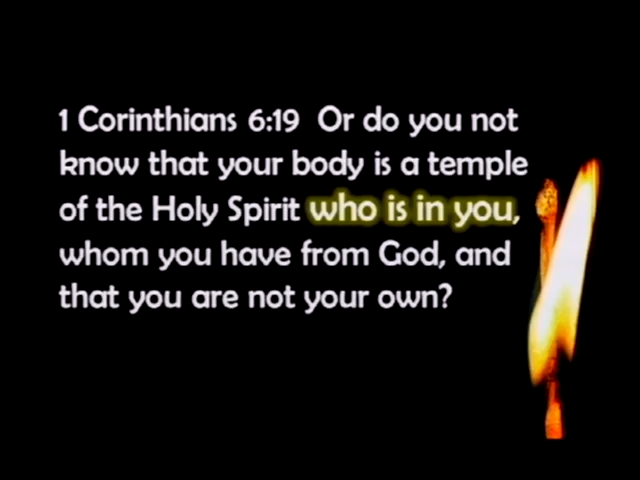 1 Corinthians 6:19 Or do you not
know that your body is a temple
of the Holy Spirit who is in you,
whom you have from God, and
that you are not your own?